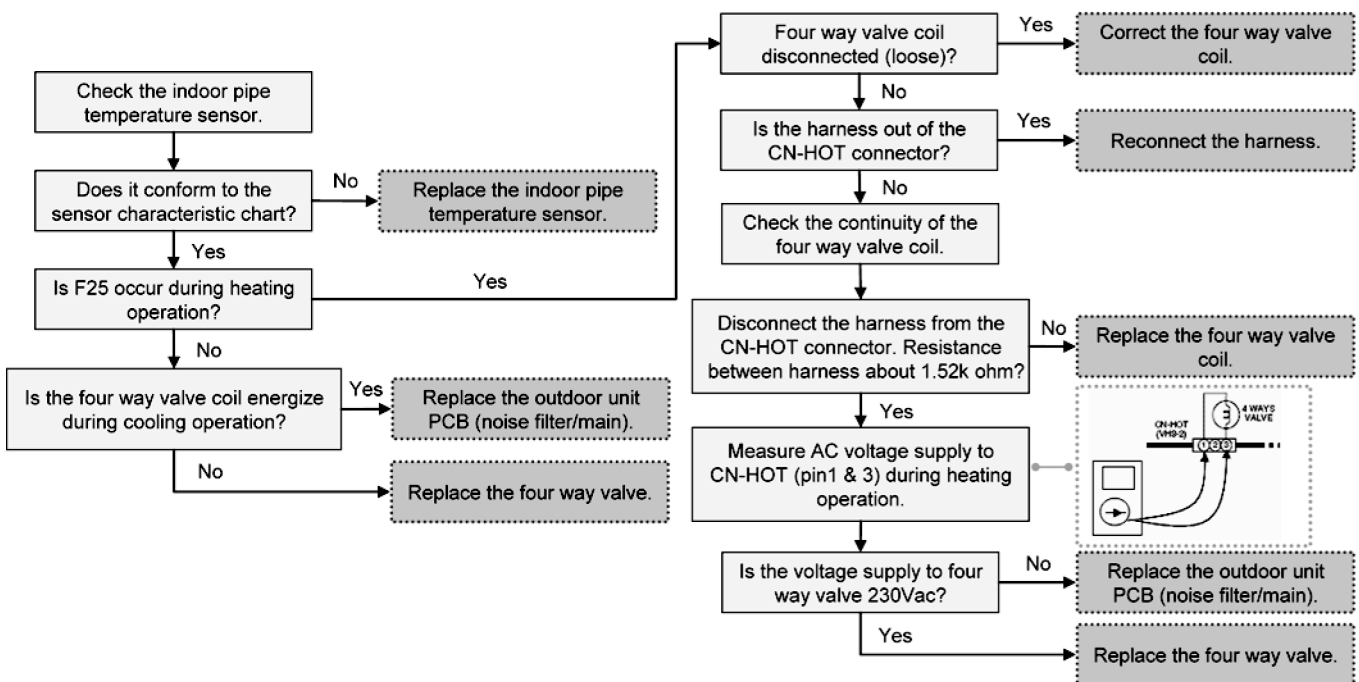 Check the indoor pipe
temperature sensor.
Does it conform to the
sensor characteristic chart?
No
Replace the indoor pipe
temperature sensor.
Yes
Is F25 occur during heating
operation?
Yes
No
Is the four way valve coil energize
during cooling operation?
Yes
Replace the outdoor unit
PCB (noise filter/main).
No
Replace the four way valve.
Four way valve coil
disconnected (loose)?
Yes
Correct the four way valve
coil.
No
Is the harness out of the
CN-HOT connector?
Yes
Reconnect the harness.
No
Check the continuity of the
four way valve coil.
Disconnect the harness from the
CN-HOT connector. Resistance
between harness about 1.52k ohm?
No
Replace the four way valve
coil.
Yes
Measure AC voltage supply to
CN-HOT (pin1 & 3) during heating
operation.
4 WAYS
VALVE
CN-HOT
(VH9-2)
1 2 3
Is the voltage supply to four
way valve 230Vac?
No
Replace the outdoor unit
PCB (noise filter/main).
Yes
Replace the four way valve.